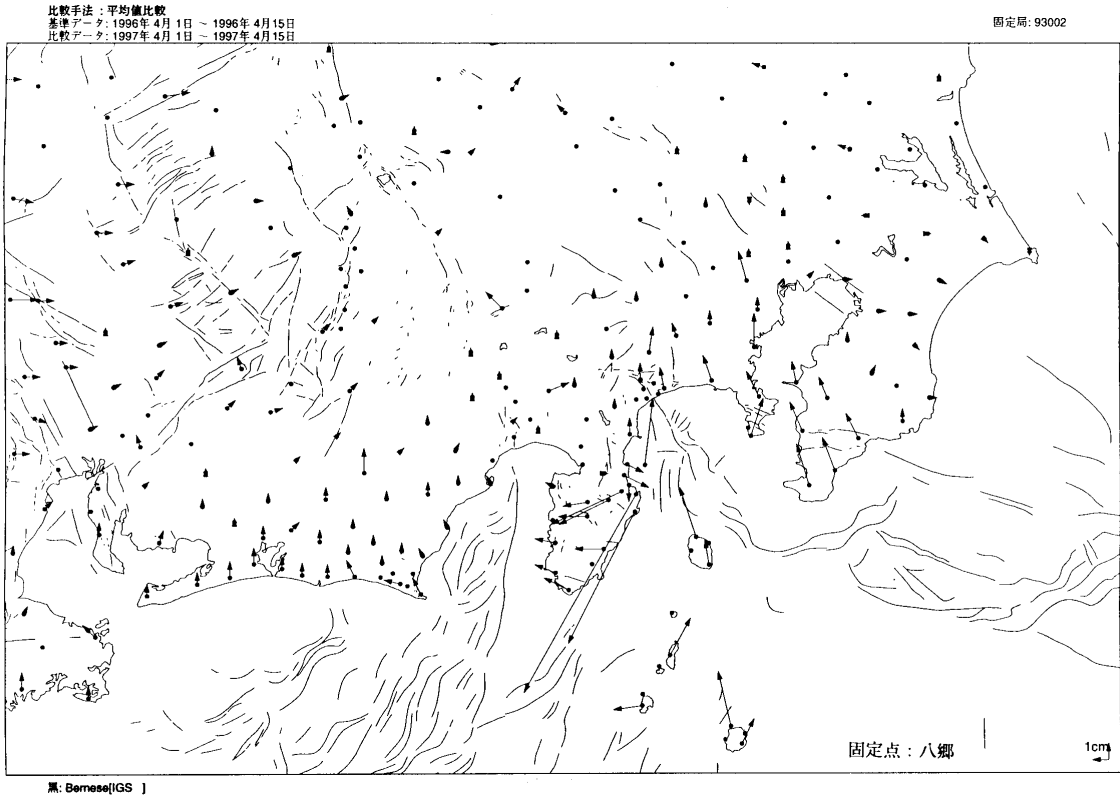 比較手法 : 平均値比較
基準データ: 1996年 4月 1日 ～ 1996年 4月15日
比較データ: 1997年 4月 1日 ～ 1997年 4月15日
固定局: 93002
固定点 : 八郷
1cm
黒: Bernese[IGS ]